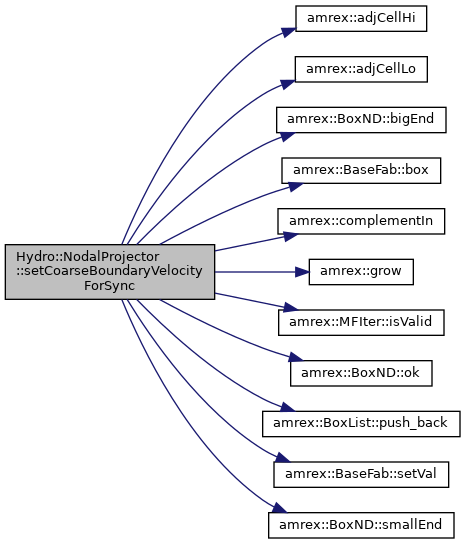 Hydro::NodalProjector
::setCoarseBoundaryVelocity
ForSync
amrex::adjCellHi
amrex::adjCellLo
amrex::BoxND::bigEnd
amrex::BaseFab::box
amrex::complementIn
amrex::grow
amrex::MFIter::isValid
amrex::BoxND::ok
amrex::BoxList::push_back
amrex::BaseFab::setVal
amrex::BoxND::smallEnd